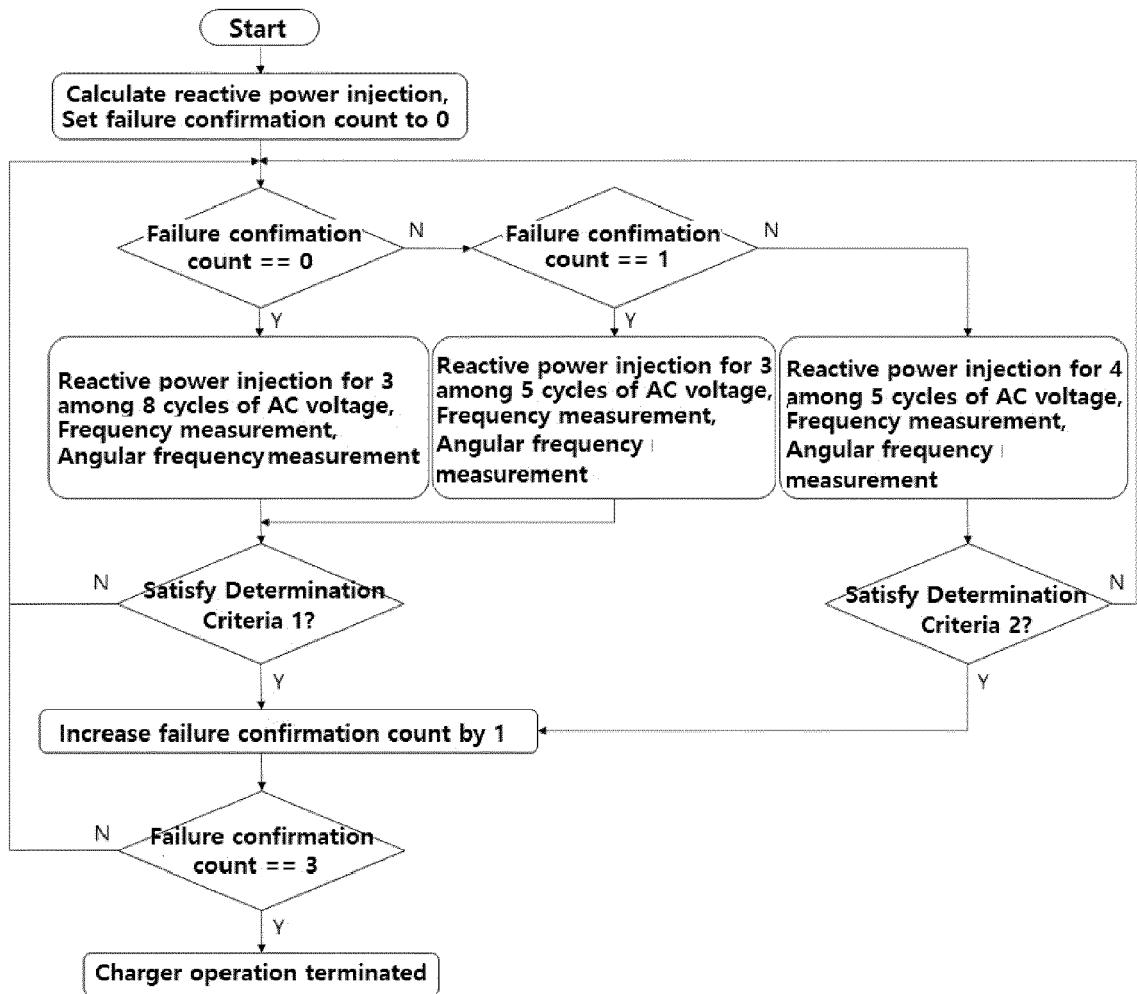 Start
Calculate reactive power injection,
Set failure confirmation count to 0
Failure confimation
count == 0
N
Failure confimation
count == 1
N
Y
Y
Reactive power injection for 3
among 8 cycles of AC voltage,
Frequency measurement,
Angular frequency measurement
Reactive power injection for 3
among 5 cycles of AC voltage,
Frequency measurement,
Angular frequency
measurement
Reactive power injection for 4
among 5 cycles of AC voltage,
Frequency measurement,
Angular frequency
measurement
N
Satisfy Determination
Criteria 1?
Satisfy Determination
Criteria 2?
N
Y
Y
Increase failure confirmation count by 1
N
Failure confirmation
count == 3
Y
Charger operation terminated